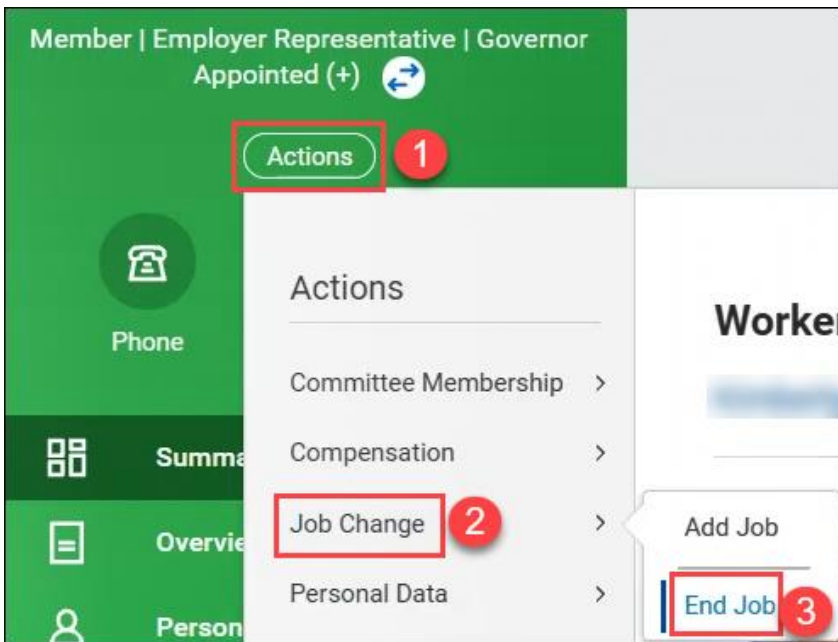 Member | Employer Representative | Governor
Appointed (+)
Actions 1
Phone
Actions
Committee Membership
Compensation
Job Change 2
Personal Data
Summa
Overvie
Person
Worke
Add Job
End Job 3